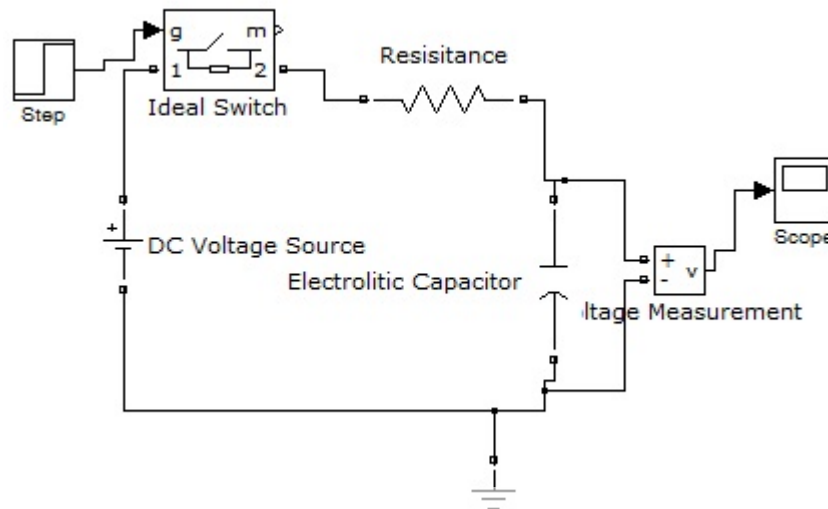 g m
1 2
Step
Ideal Switch
Resisitance
+
DC Voltage Source
Electrolitic Capacitor
+
-
v
ltage Measurement
Scope